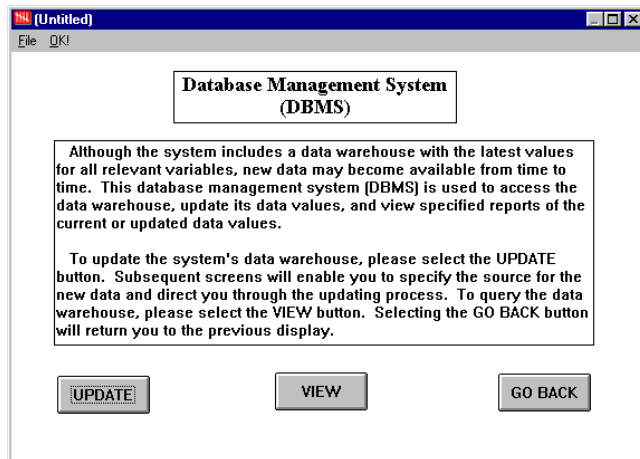 (Untitled)
File OK!
Database Management System
(DBMS)
Although the system includes a data warehouse with the latest values
for all relevant variables, new data may become available from time to
time. This database management system (DBMS) is used to access the
data warehouse, update its data values, and view specified reports of the
current or updated data values.
To update the system's data warehouse, please select the UPDATE
button. Subsequent screens will enable you to specify the source for the
new data and direct you through the updating process. To query the data
warehouse, please select the VIEW button. Selecting the GO BACK button
will return you to the previous display.
UPDATE VIEW GO BACK